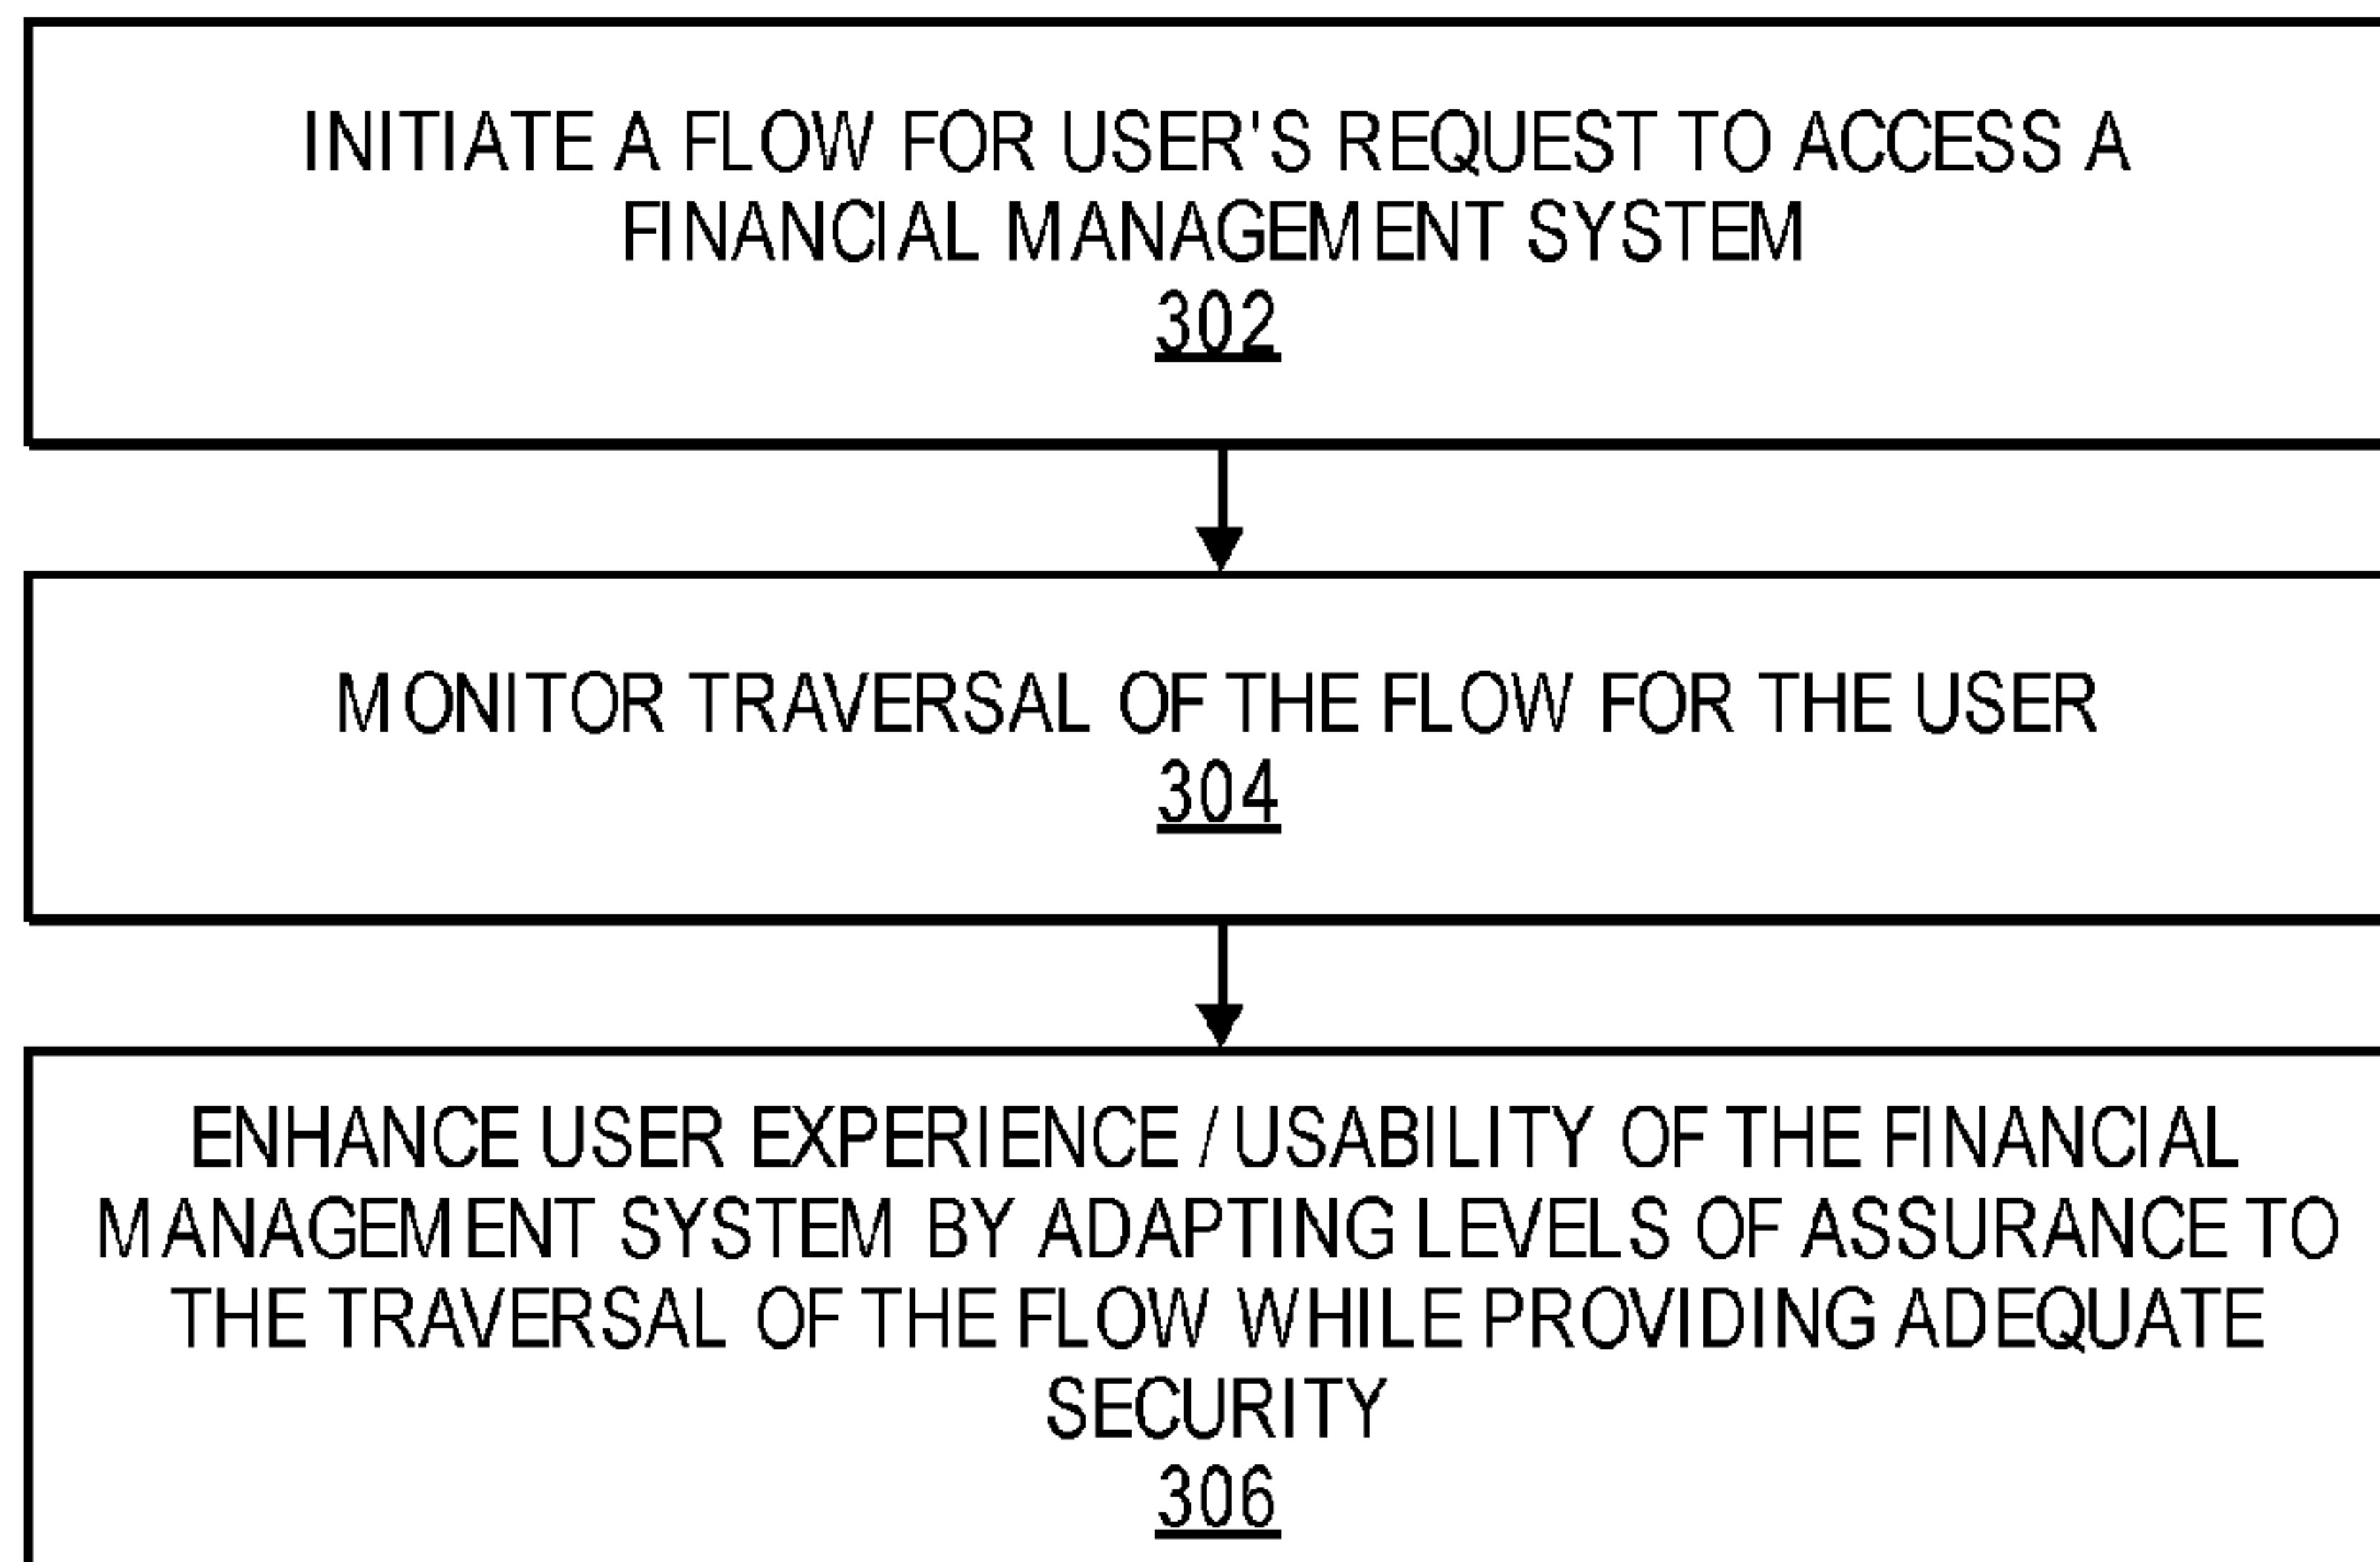 INITIATE A FLOW FOR USER'S REQUEST TO ACCESS A
FINANCIAL MANAGEMENT SYSTEM
302
MONITOR TRAVERSAL OF THE FLOW FOR THE USER
304
ENHANCE USER EXPERIENCE / USABILITY OF THE FINANCIAL
MANAGEMENT SYSTEM BY ADAPTING LEVELS OF ASSURANCE TO
THE TRAVERSAL OF THE FLOW WHILE PROVIDING ADEQUATE
SECURITY
306